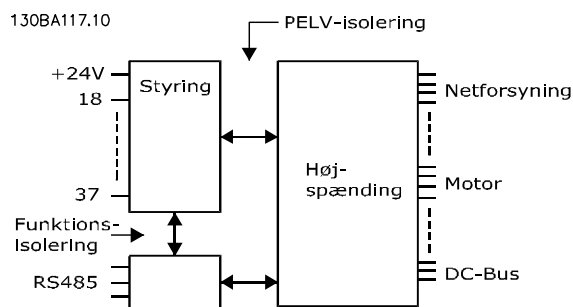 130BA117.10
PELV-isolering
+24V
18
37
Styring
Høj-
spænding
Netforsyning
Motor
DC-Bus
Funktions-
isolering
RS485